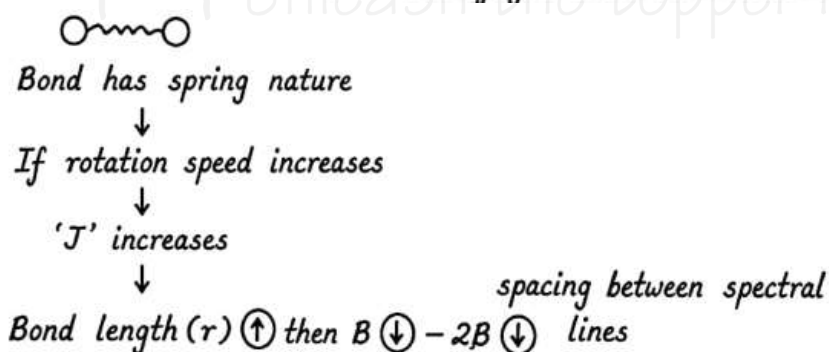 Bond has spring nature
↓
If rotation speed increases
↓
'J' increases
↓
spacing between spectral
Bond length (r) ↑ then B ↓ - 2B ↓ lines